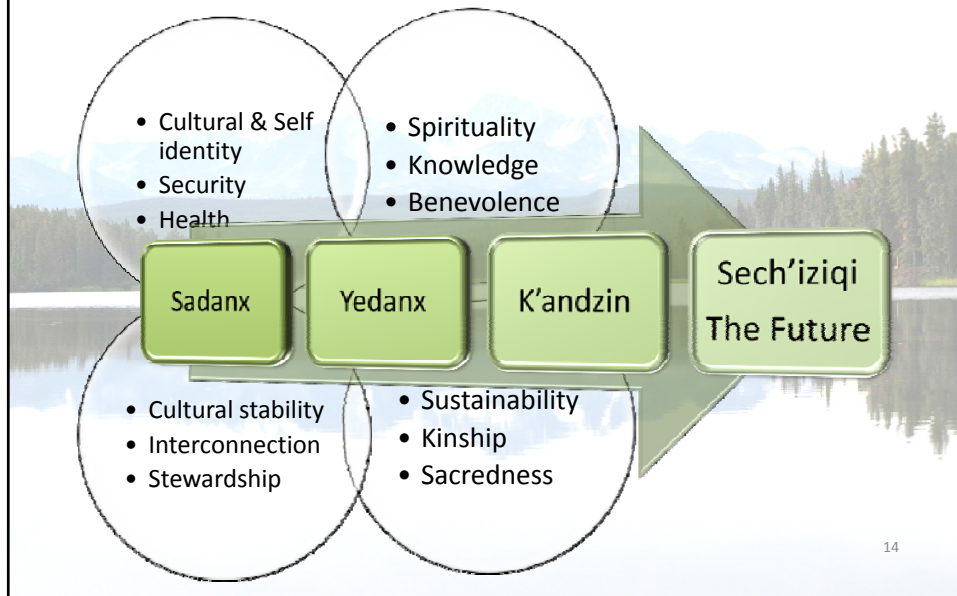 • Cultural & Self
identity
• Security
• Health
• Spirituality
• Knowledge
• Benevolence
Sadanx
Yedanx
K’andzin
Sech’iziqi
The Future
• Cultural stability
• Interconnection
• Stewardship
• Sustainability
• Kinship
• Sacredness
14